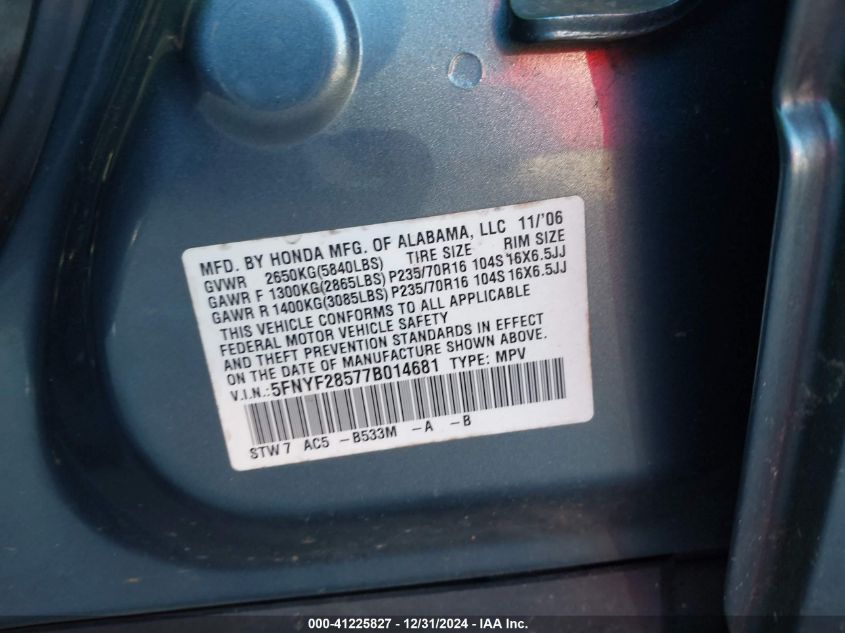 MFD. BY HONDA MFG. OF ALABAMA, LLC 11/'06
GVWR 2650KG(5840LBS) TIRE SIZE RIM SIZE
GAWR F 1300KG(2865LBS) P235/70R16 104S 16X6.5JJ
GAWR R 1400KG(3085LBS) P235/70R16 104S 16X6.5JJ
THIS VEHICLE CONFORMS TO ALL APPLICABLE
FEDERAL MOTOR VEHICLE SAFETY
AND THEFT PREVENTION STANDARDS IN EFFECT
ON THE DATE OF MANUFACTURE SHOWN ABOVE.
V.I.N.: 5FNYF28577B014681 TYPE: MPV
STW7 AC5 -B533M -A -B
000-41225827 - 12/31/2024 - IAA Inc.